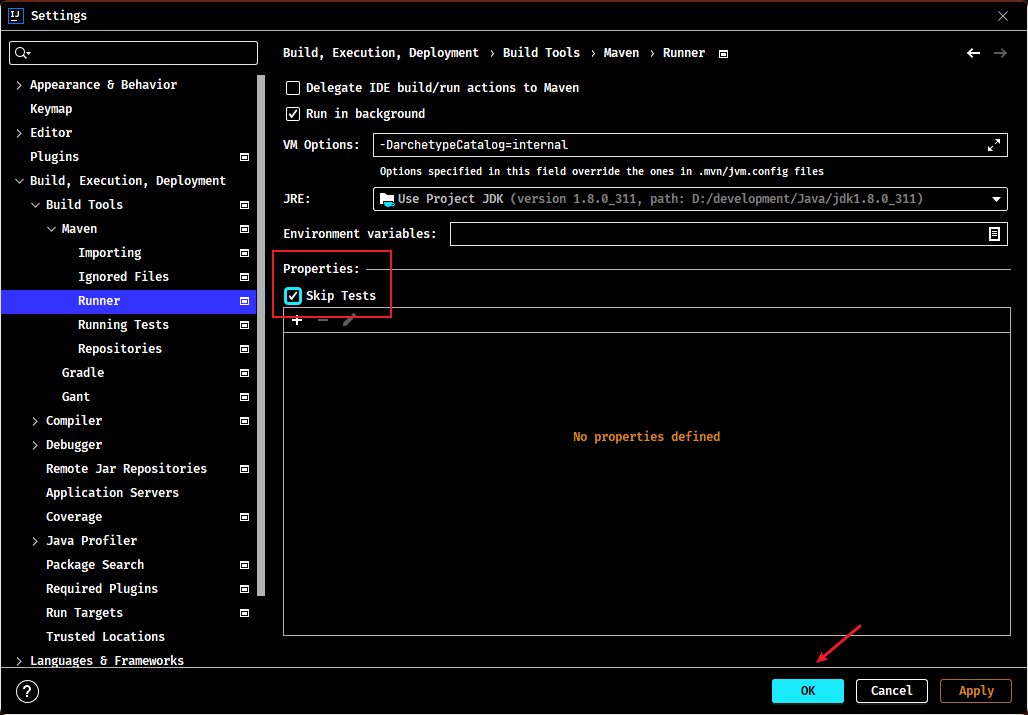 Settings
Build, Execution, Deployment › Build Tools › Maven › Runner
Appearance & Behavior
Keymap
Editor
Plugins
Build, Execution, Deployment
Build Tools
Maven
Importing
Ignored Files
Runner
Running Tests
Repositories
Gradle
Gant
Compiler
Debugger
Remote Jar Repositories
Application Servers
Coverage
Java Profiler
Package Search
Required Plugins
Run Targets
Trusted Locations
Languages & Frameworks
Delegate IDE build/run actions to Maven
Run in background
VM Options: -DarchetypeCatalog=internal
Options specified in this field override the ones in .mvn/jvm.config files
JRE: Use Project JDK (version 1.8.0_311, path: D:/development/Java/jdk1.8.0_311)
Environment variables:
Properties:
Skip Tests
No properties defined
? OK Cancel Apply